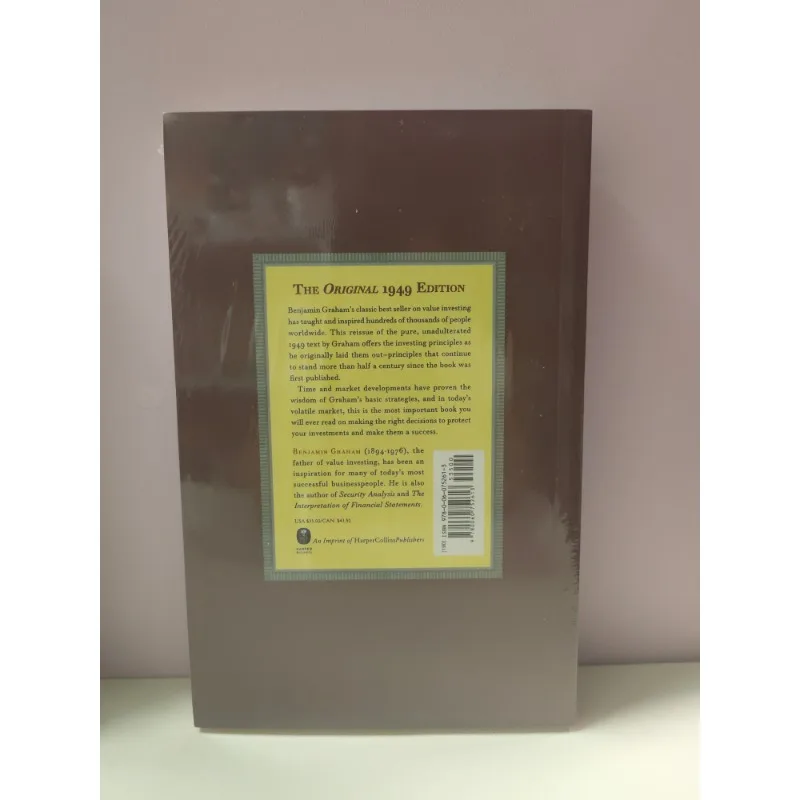 THE ORIGINAL 1949 EDITION
Benjamin Graham's classic best seller on value investing
has taught and inspired hundreds of thousands of people
worldwide. This reissue of the pure, unadulterated
1949 text by Graham offers the investing principles as
he originally laid them out–principles that continue
to stand more than half a century since the book was
first published.
Time and market developments have proven the
wisdom of Graham's basic strategies, and in today's
volatile market, this is the most important book you
will ever read on making the right decisions to protect
your investments and make them a success.
BENJAMIN GRAHAM (1894-1976), the
father of value investing, has been an
inspiration for many of today's most
successful businesspeople. He is also
the author of Security Analysis and The
Interpretation of Financial Statements.
An Imprint of HarperCollinsPublishers
ISBN 978-0-06-075261-3